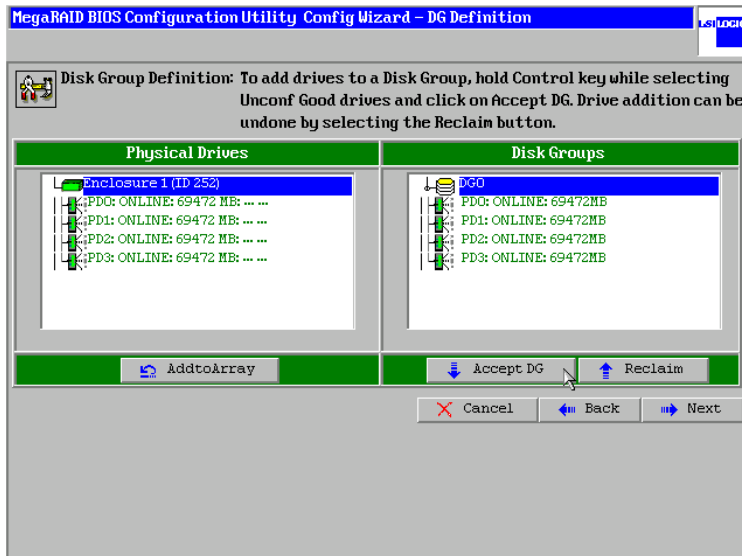 MegaRAID BIOS Configuration Utility Config Wizard - DG Definition
LSI LOGIC
Disk Group Definition: To add drives to a Disk Group, hold Control key while selecting
Unconf Good drives and click on Accept DG. Drive addition can be
undone by selecting the Reclaim button.
Physical Drives
Enclosure 1 (ID 252)
PD0: ONLINE: 69472 MB: --- ---
PD1: ONLINE: 69472 MB: --- ---
PD2: ONLINE: 69472 MB: --- ---
PD3: ONLINE: 69472 MB: --- ---
AddtoArray
Disk Groups
DG0
PD0: ONLINE: 69472MB
PD1: ONLINE: 69472MB
PD2: ONLINE: 69472MB
PD3: ONLINE: 69472MB
Accept DG
Reclaim
Cancel
Back
Next